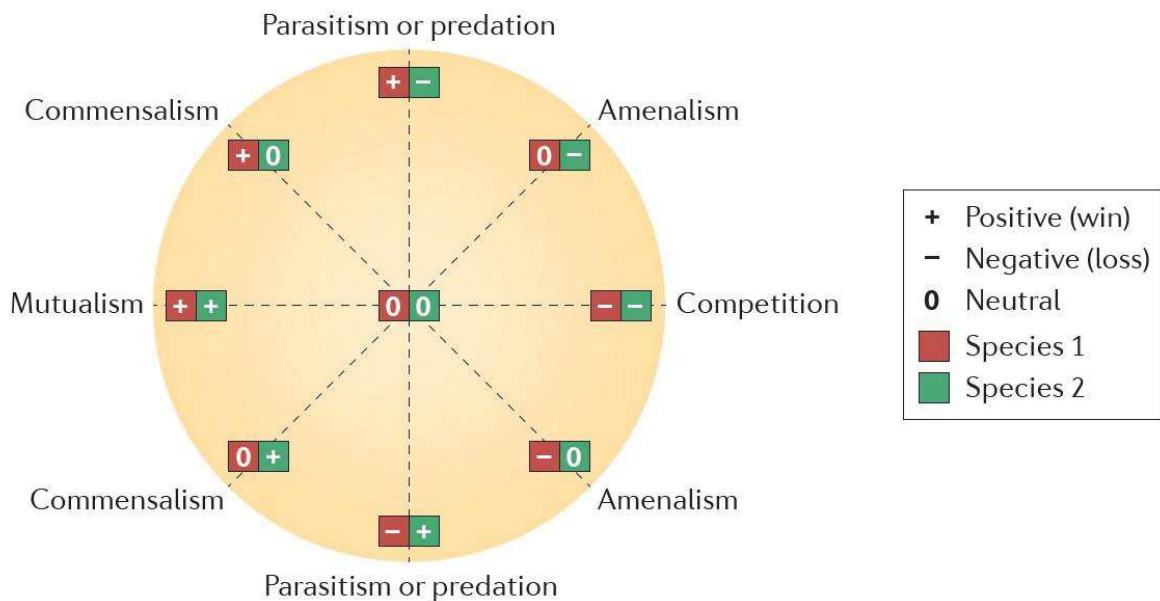 Parasitism or predation
+ −
Commensalism
Amenalism
+ 0
0 −
Mutualism
+ +
0 0
− −
Competition
0 +
− 0
Commensalism
Amenalism
− +
Parasitism or predation
+ Positive (win)
− Negative (loss)
0 Neutral
Species 1
Species 2